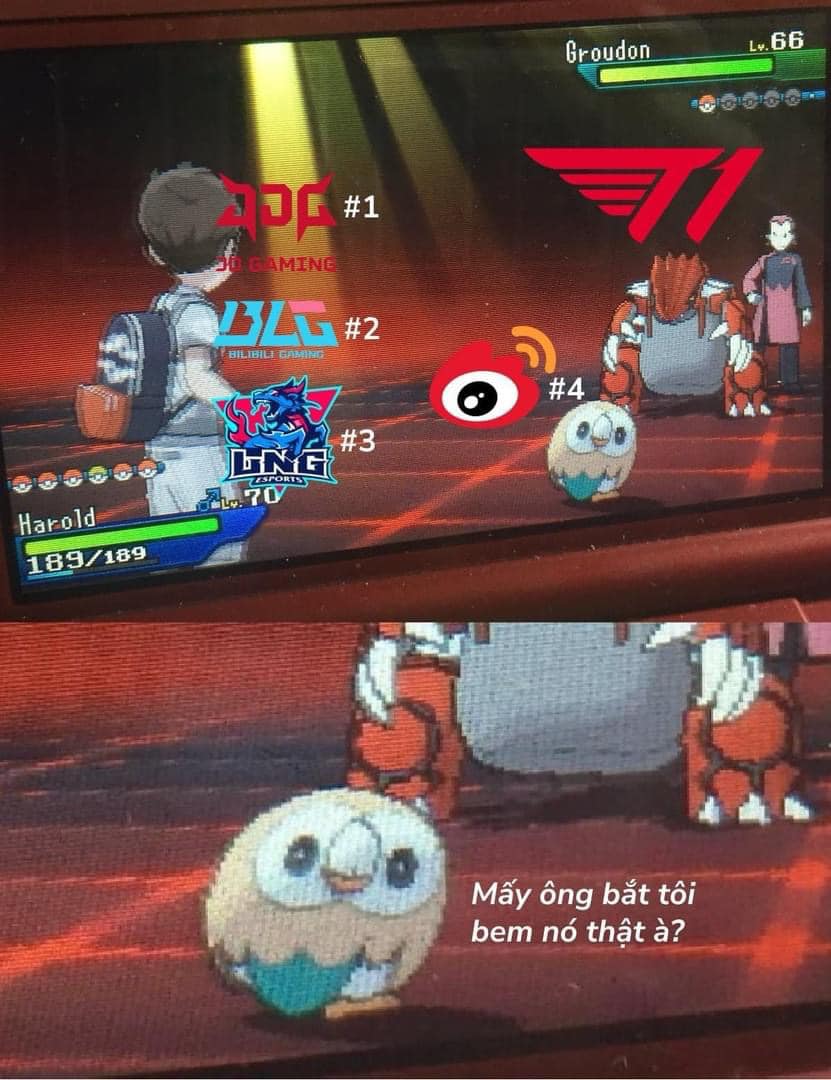 Groudon Lv.66
T1
JDG #1
JD GAMING
BLG #2
BILIBILI GAMING
#4
LNG #3
ESPORTS
Lv.70
Harold
189/189
Mấy ông bắt tôi
bem nó thật à?